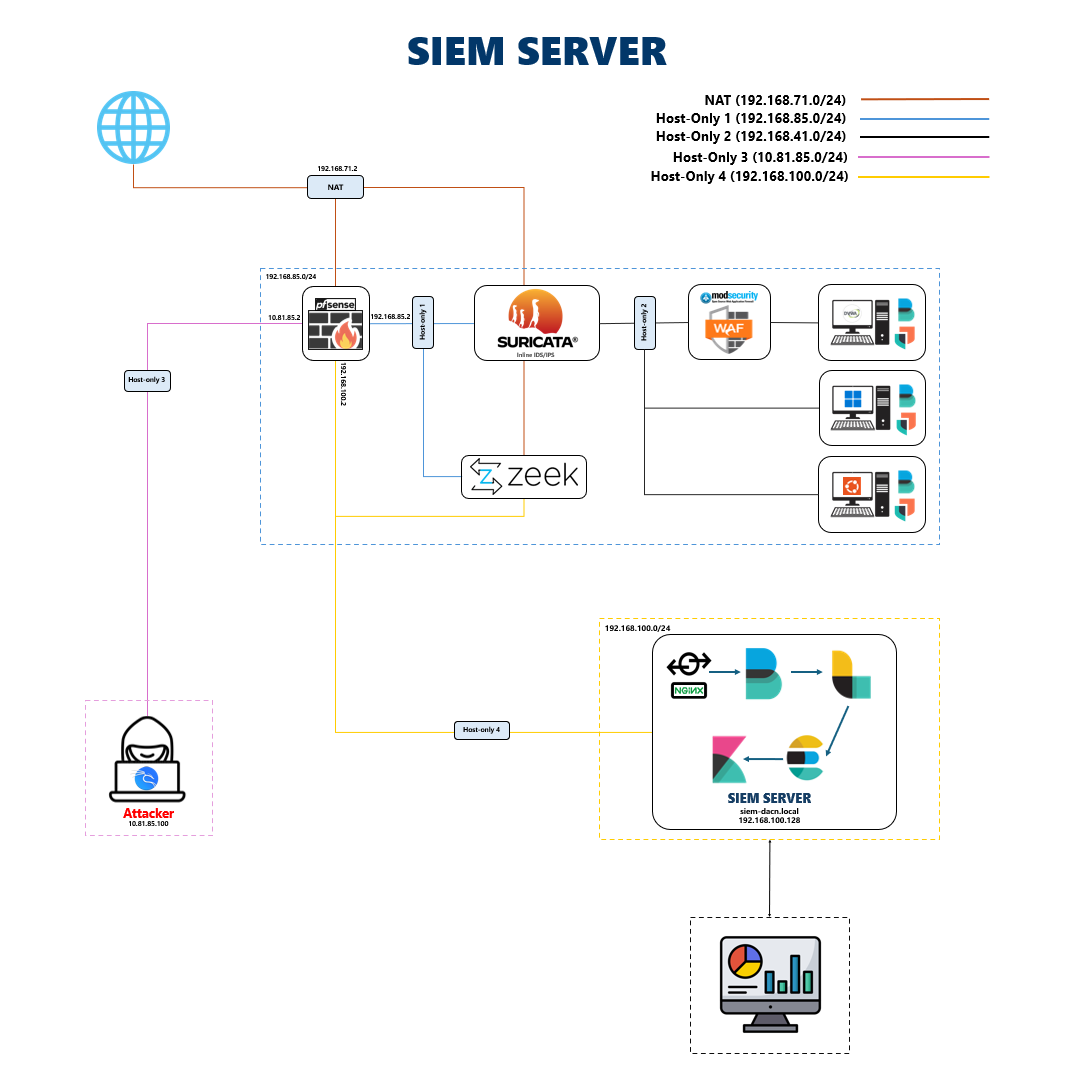 SIEM SERVER
NAT (192.168.71.0/24)
Host-Only 1 (192.168.85.0/24)
Host-Only 2 (192.168.41.0/24)
Host-Only 3 (10.81.85.0/24)
Host-Only 4 (192.168.100.0/24)
192.168.71.2
NAT
192.168.85.0/24
pfsense
10.81.85.2
192.168.85.2
192.168.100.2
Host-only 1
SURICATA®
Inline IDS/IPS
Host-only 2
modsecurity
WAF
DVWA
Host-only 3
zeek
192.168.100.0/24
NGINX
Host-only 4
SIEM SERVER
siem-dacn.local
192.168.100.128
Attacker
10.81.85.100